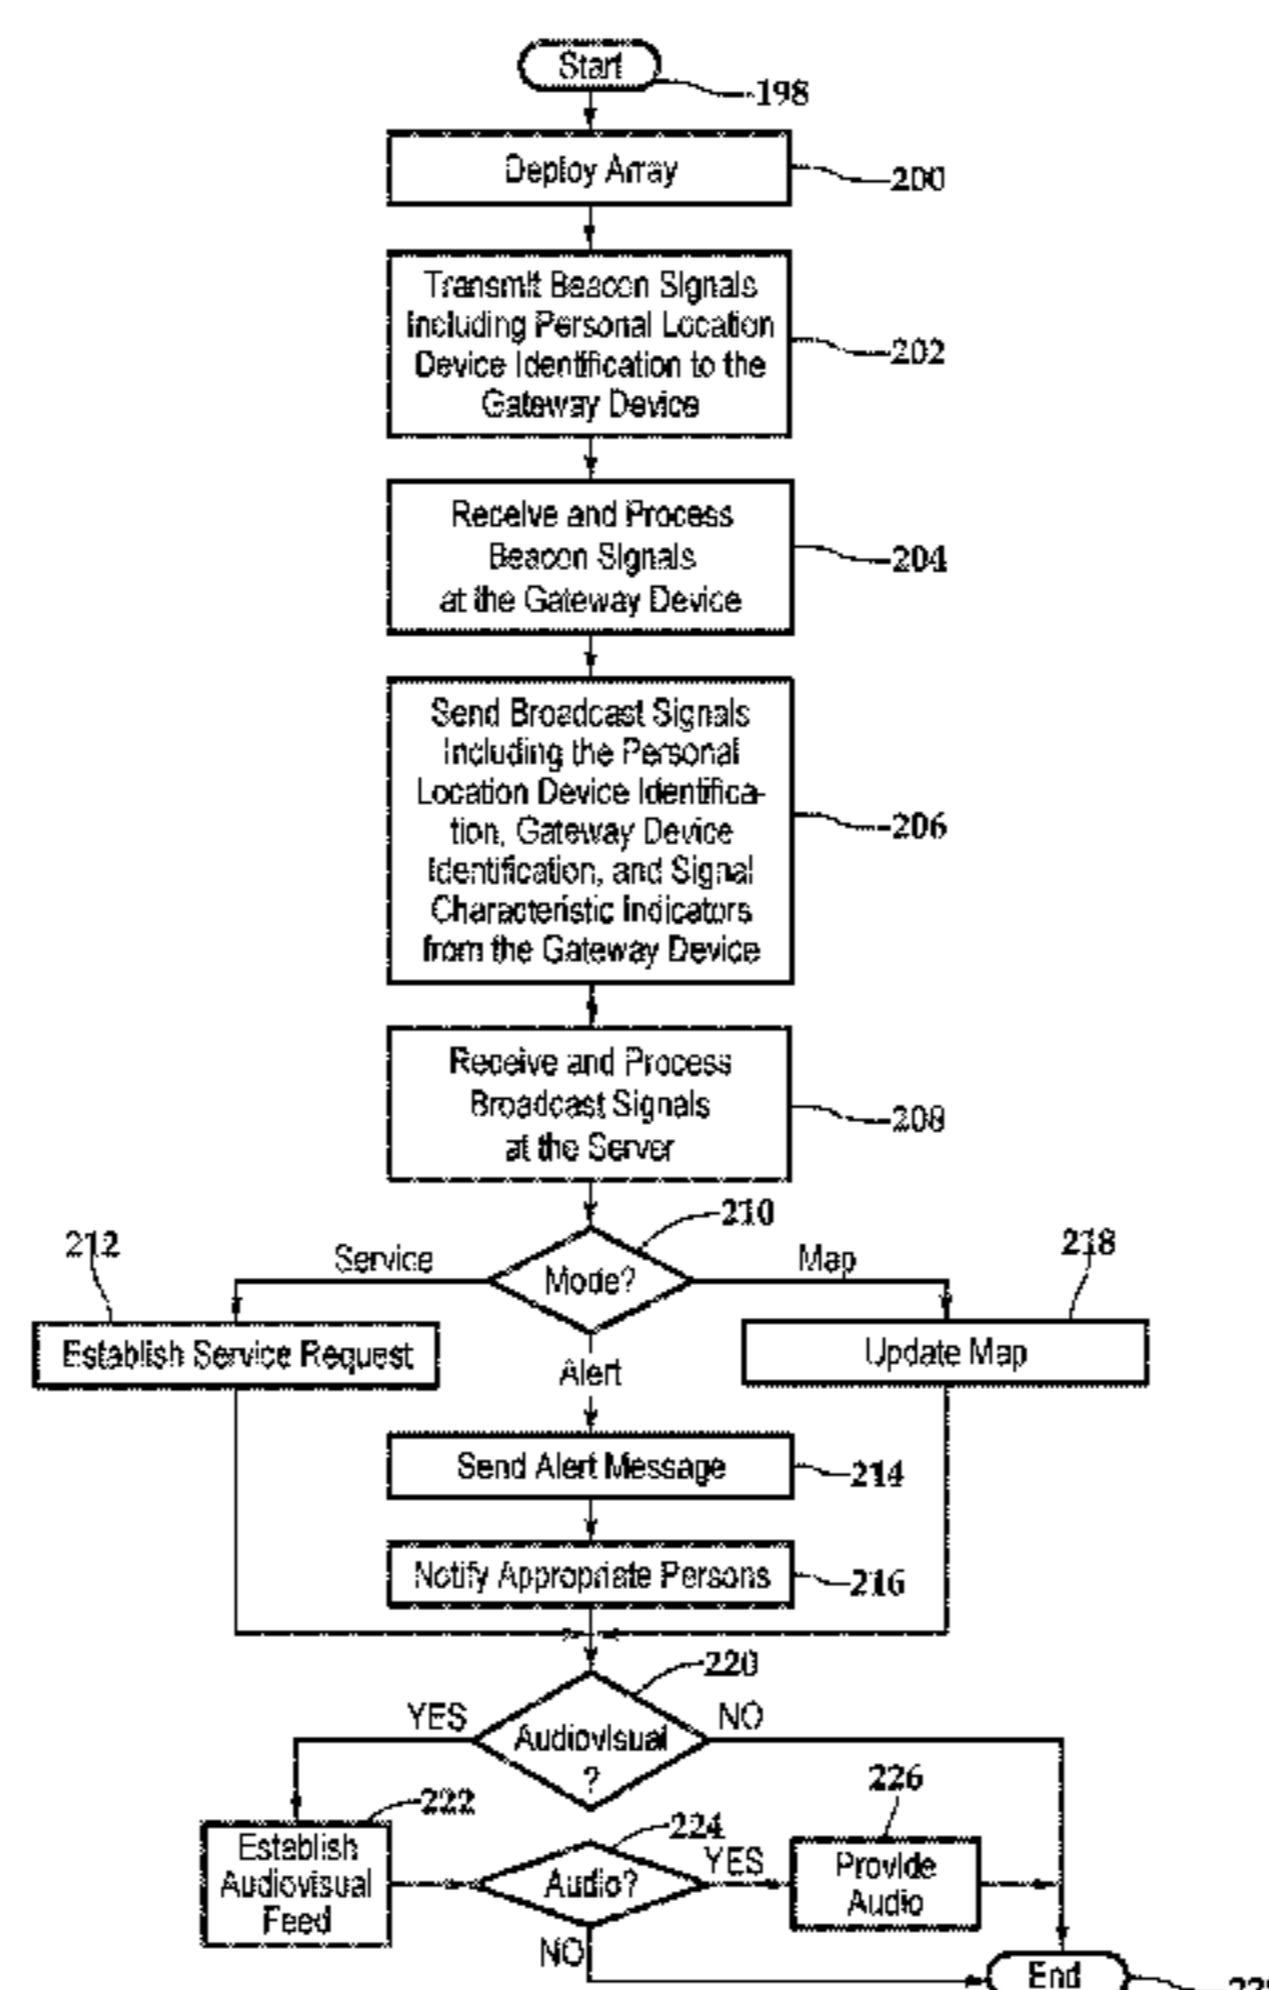 Start
198
Deploy Array
200
Transmit Beacon Signals
Including Personal Location
Device Identification to the
Gateway Device
202
Receive and Process
Beacon Signals
at the Gateway Device
204
Send Broadcast Signals
Including the Personal
Location Device Identifica-
tion, Gateway Device
Identification, and Signal
Characteristic Indicators
from the Gateway Device
206
Receive and Process
Broadcast Signals
at the Server
208
210
212
Service
Mode?
Map
218
Establish Service Request
Update Map
Alert
Send Alert Message
214
Notify Appropriate Persons
216
220
YES
Audiovisual
?
NO
222
Establish
Audiovisual
Feed
224
Audio?
YES
226
Provide
Audio
NO
End